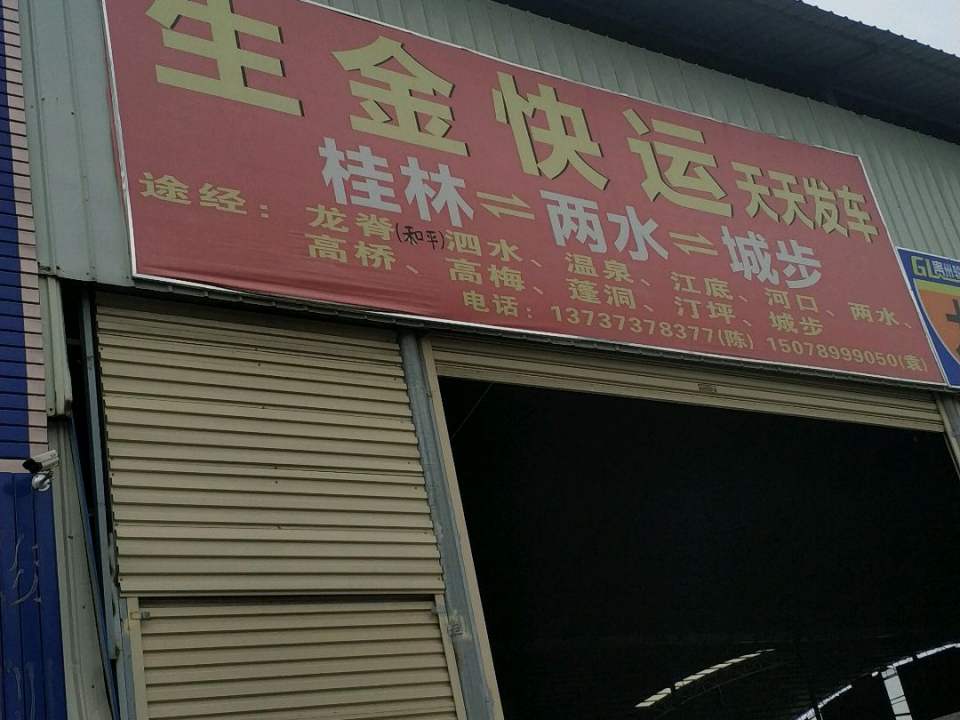 生金快运 天天发车
桂林⇌两水⇌城步
途经：龙脊(和平)泗水、温泉、江底、河口、两水、
高桥、高梅、蓬洞、汀坪、城步
电话：13737378377(陈) 15078999050(袁)
GL